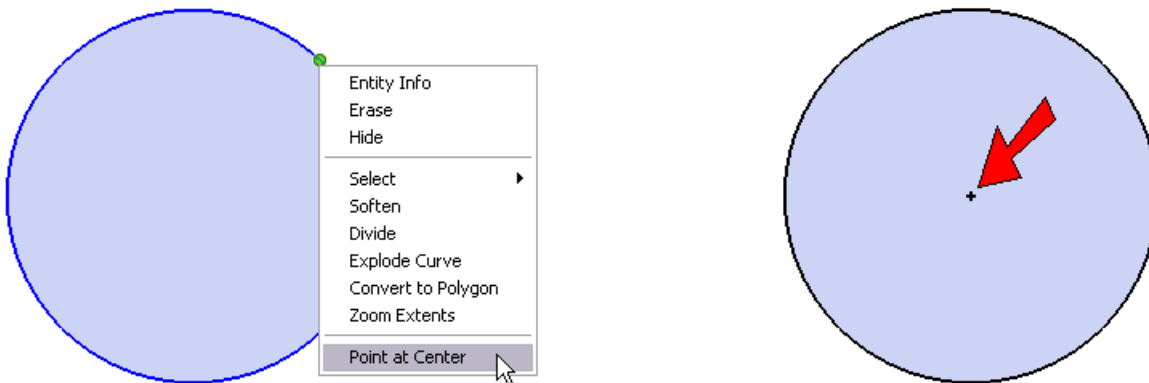 Entity Info
Erase
Hide
Select
Soften
Divide
Explode Curve
Convert to Polygon
Zoom Extents
Point at Center